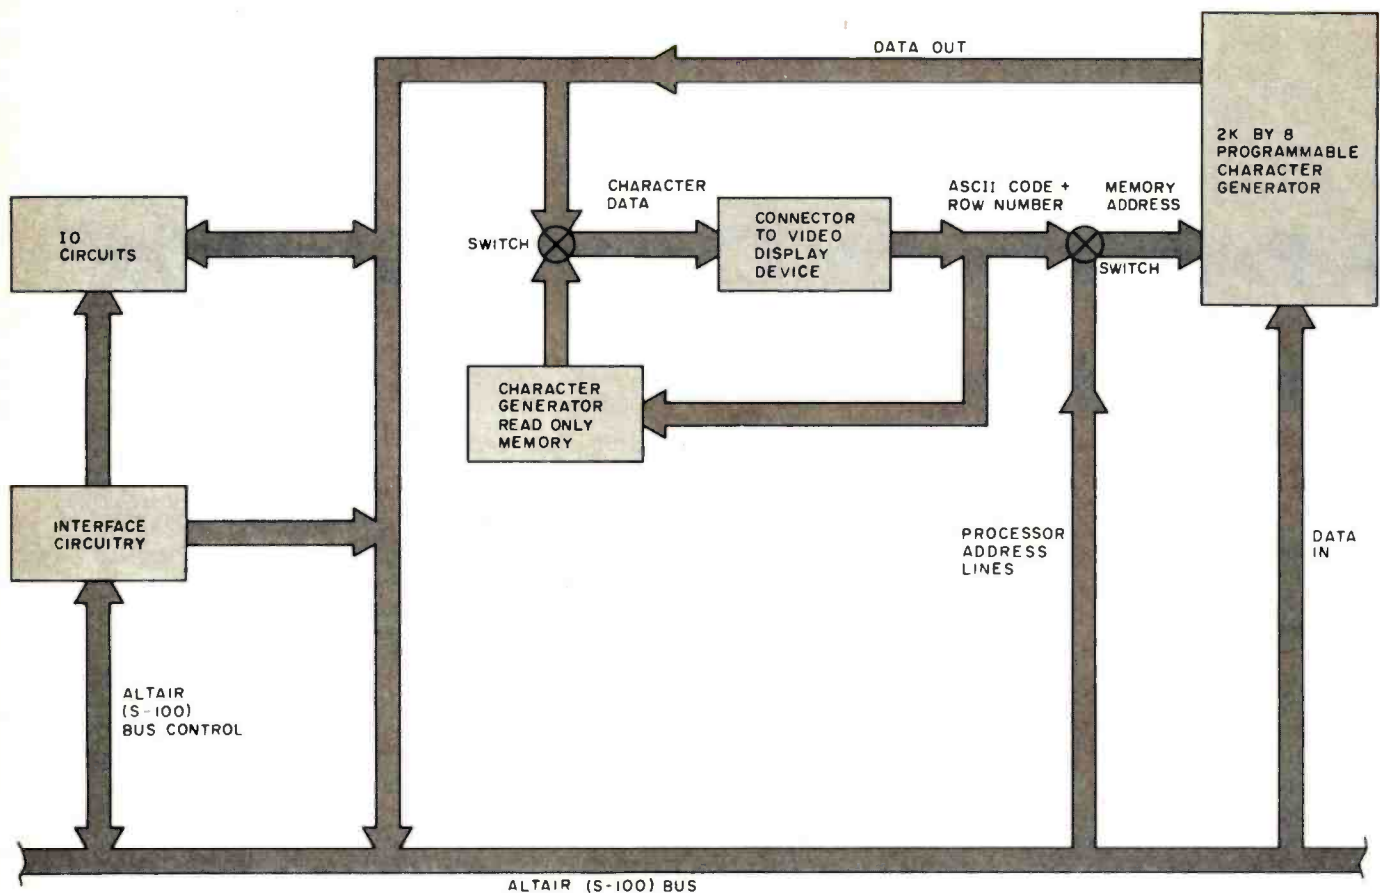 DATA OUT
2K BY 8
PROGRAMMABLE
CHARACTER
GENERATOR
CHARACTER
DATA
ASCII CODE +
ROW NUMBER
MEMORY
ADDRESS
IO
CIRCUITS
SWITCH
CONNECTOR
TO VIDEO
DISPLAY
DEVICE
SWITCH
CHARACTER
GENERATOR
READ ONLY
MEMORY
INTERFACE
CIRCUITRY
PROCESSOR
ADDRESS
LINES
DATA
IN
ALTAIR
(S-100)
BUS CONTROL
ALTAIR (S-100) BUS